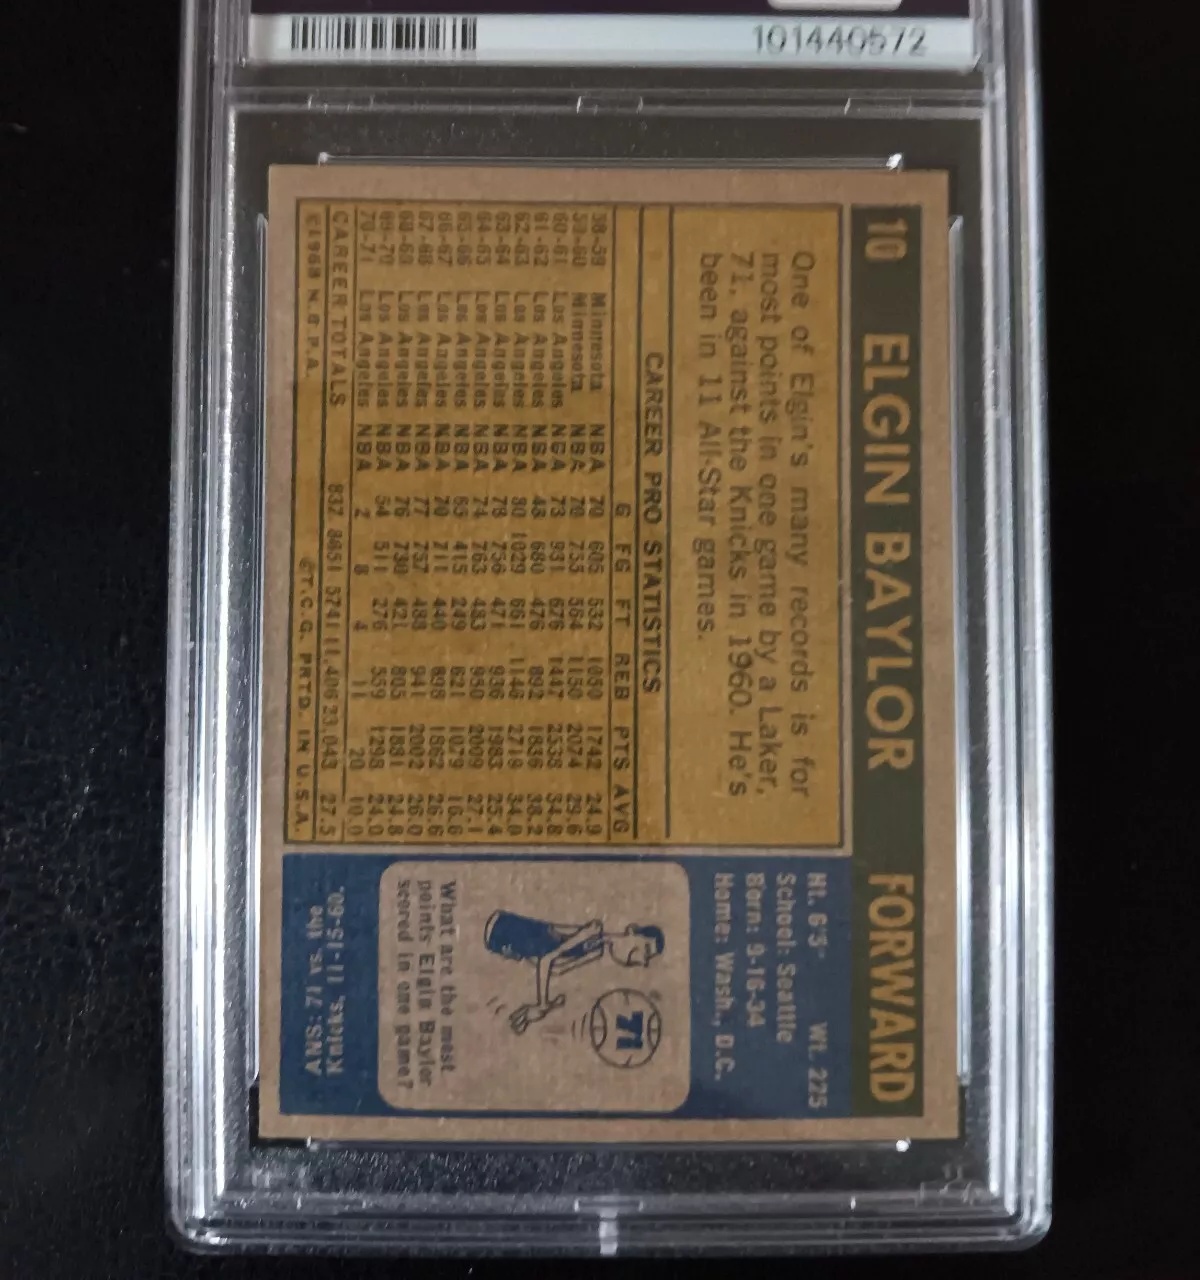 101440572
10 ELGIN BAYLOR FORWARD
One of Elgin's many records is for
most points in one game by a Laker,
71, against the Knicks in 1960. He's
been in 11 All-Star games.
CAREER PRO STATISTICS
G FG FT REB PTS AVG
58-59 Minnesota NBA 70 605 532 1050 1742 24.9
59-60 Minnesota NBA 70 755 564 1150 2074 29.6
60-61 Los Angeles NBA 73 931 676 1447 2538 34.8
61-62 Los Angeles NBA 48 680 476 892 1836 38.2
62-63 Los Angeles NBA 80 1029 661 1146 2719 34.0
63-64 Los Angeles NBA 78 756 471 936 1983 25.4
64-65 Los Angeles NBA 74 763 483 950 2009 27.1
65-66 Los Angeles NBA 65 415 249 621 1079 16.6
66-67 Los Angeles NBA 70 711 440 898 1862 26.6
67-68 Los Angeles NBA 77 757 488 941 2002 26.0
68-69 Los Angeles NBA 76 730 421 805 1881 24.8
69-70 Los Angeles NBA 54 511 276 559 1298 24.0
70-71 Los Angeles NBA 2 8 4 11 20 10.0
CAREER TOTALS 837 8651 5741 11,406 23,043 27.5
©1968 N.B.P.A. ©T.C.G. PRTD. IN U.S.A.
Ht. 6'5" Wt. 225
School: Seattle
Born: 9-16-34
Home: Wash., D.C.
71
What are the most
points Elgin Baylor
scored in one game?
ANS: 71 vs. the
Knicks, 11-15-60.